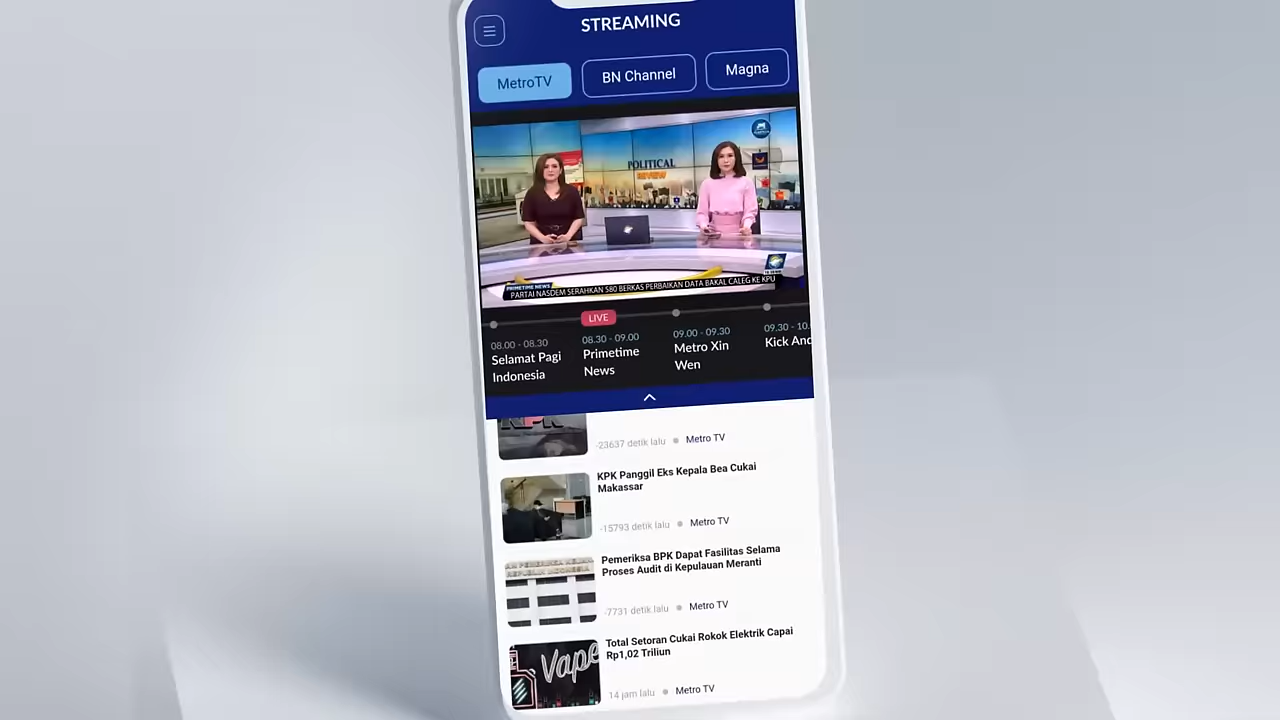 STREAMING
MetroTV
BN Channel
Magna
POLITICAL
REVIEW
PRIMETIME NEWS
PARTAI NASDEM SERAHKAN 580 BERKAS PERBAIKAN DATA BAKAL CALEG KE KPU
LIVE
08.00 - 08.30
Selamat Pagi
Indonesia
08.30 - 09.00
Primetime
News
09.00 - 09.30
Metro Xin
Wen
09.30 - 10.
Kick And
KPK
-23637 detik lalu
Metro TV
KPK Panggil Eks Kepala Bea Cukai
Makassar
-15793 detik lalu
Metro TV
Pemeriksa BPK Dapat Fasilitas Selama
Proses Audit di Kepulauan Meranti
REPUBLIK INDONESIA
-7731 detik lalu
Metro TV
Total Setoran Cukai Rokok Elektrik Capai
Rp1,02 Triliun
Vape
14 jam lalu
Metro TV